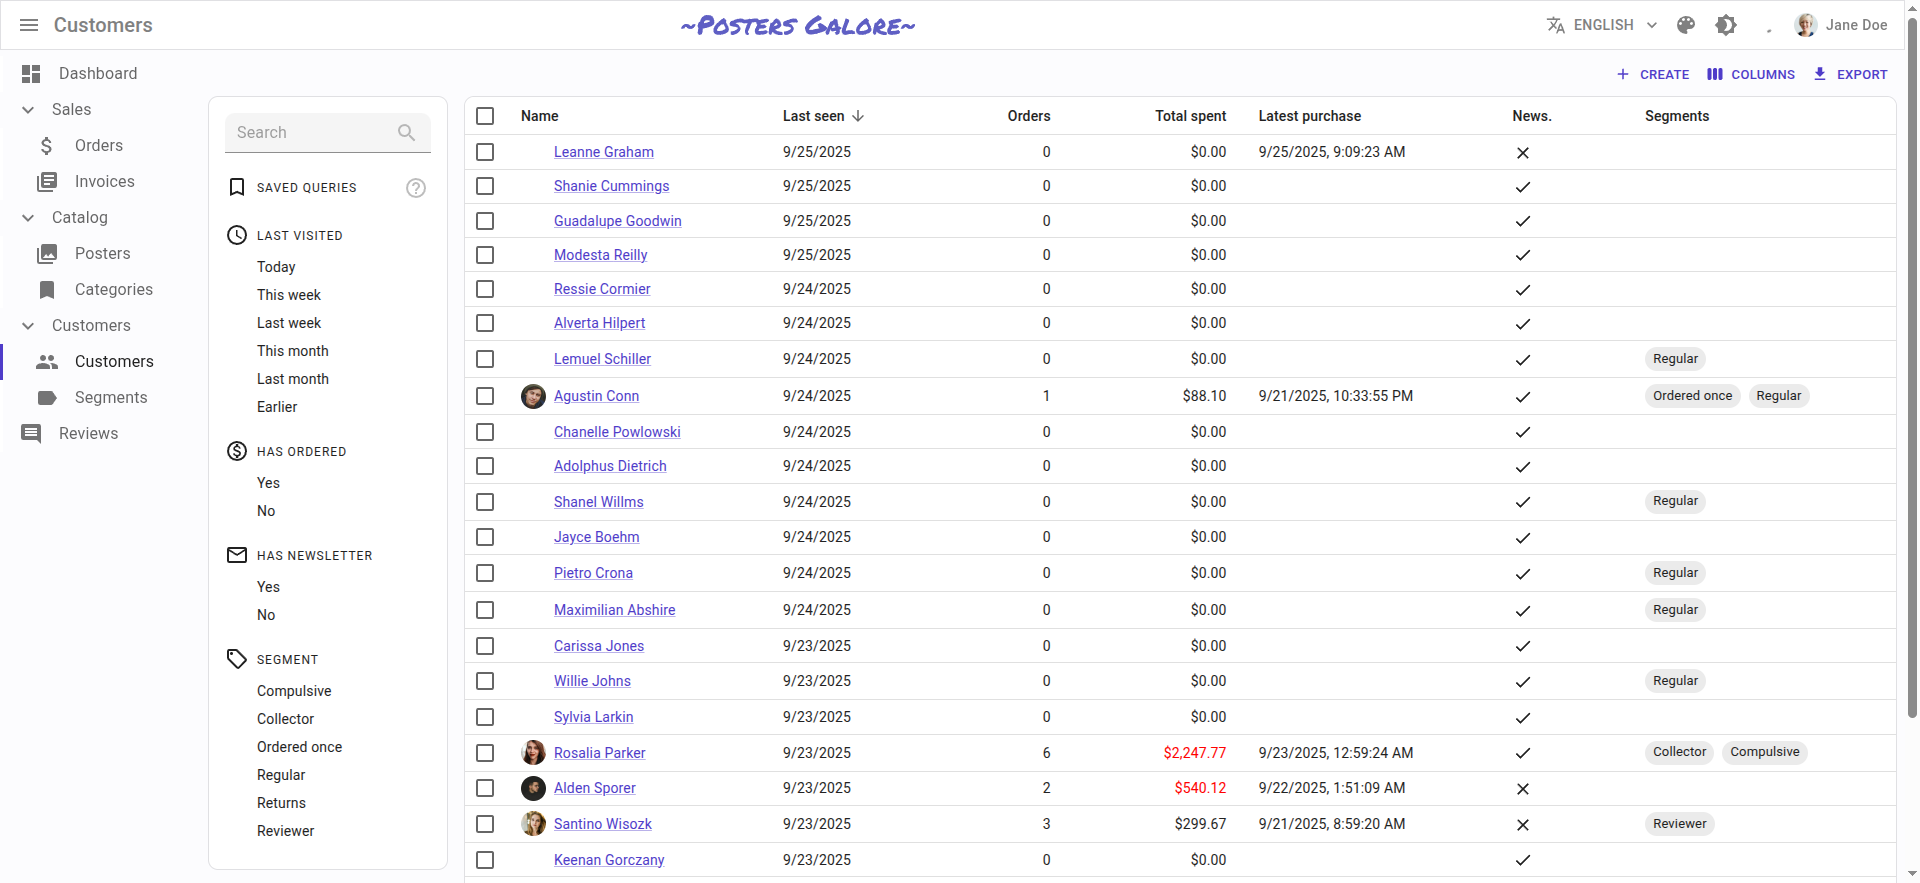 Customers
~Posters Galore~
ENGLISH
Jane Doe
Dashboard
Sales
Orders
Invoices
Catalog
Posters
Categories
Customers
Customers
Segments
Reviews
CREATE
COLUMNS
EXPORT
Search
SAVED QUERIES
LAST VISITED
Today
This week
Last week
This month
Last month
Earlier
HAS ORDERED
Yes
No
HAS NEWSLETTER
Yes
No
SEGMENT
Compulsive
Collector
Ordered once
Regular
Returns
Reviewer
Name Last seen Orders Total spent Latest purchase News. Segments
Leanne Graham 9/25/2025 0 $0.00 9/25/2025, 9:09:23 AM
Shanie Cummings 9/25/2025 0 $0.00
Guadalupe Goodwin 9/25/2025 0 $0.00
Modesta Reilly 9/25/2025 0 $0.00
Ressie Cormier 9/24/2025 0 $0.00
Alverta Hilpert 9/24/2025 0 $0.00
Lemuel Schiller 9/24/2025 0 $0.00 Regular
Agustin Conn 9/24/2025 1 $88.10 9/21/2025, 10:33:55 PM Ordered once Regular
Chanelle Powlowski 9/24/2025 0 $0.00
Adolphus Dietrich 9/24/2025 0 $0.00
Shanel Willms 9/24/2025 0 $0.00 Regular
Jayce Boehm 9/24/2025 0 $0.00
Pietro Crona 9/24/2025 0 $0.00 Regular
Maximilian Abshire 9/24/2025 0 $0.00 Regular
Carissa Jones 9/23/2025 0 $0.00
Willie Johns 9/23/2025 0 $0.00 Regular
Sylvia Larkin 9/23/2025 0 $0.00
Rosalia Parker 9/23/2025 6 $2,247.77 9/23/2025, 12:59:24 AM Collector Compulsive
Alden Sporer 9/23/2025 2 $540.12 9/22/2025, 1:51:09 AM
Santino Wisozk 9/23/2025 3 $299.67 9/21/2025, 8:59:20 AM Reviewer
Keenan Gorczany 9/23/2025 0 $0.00